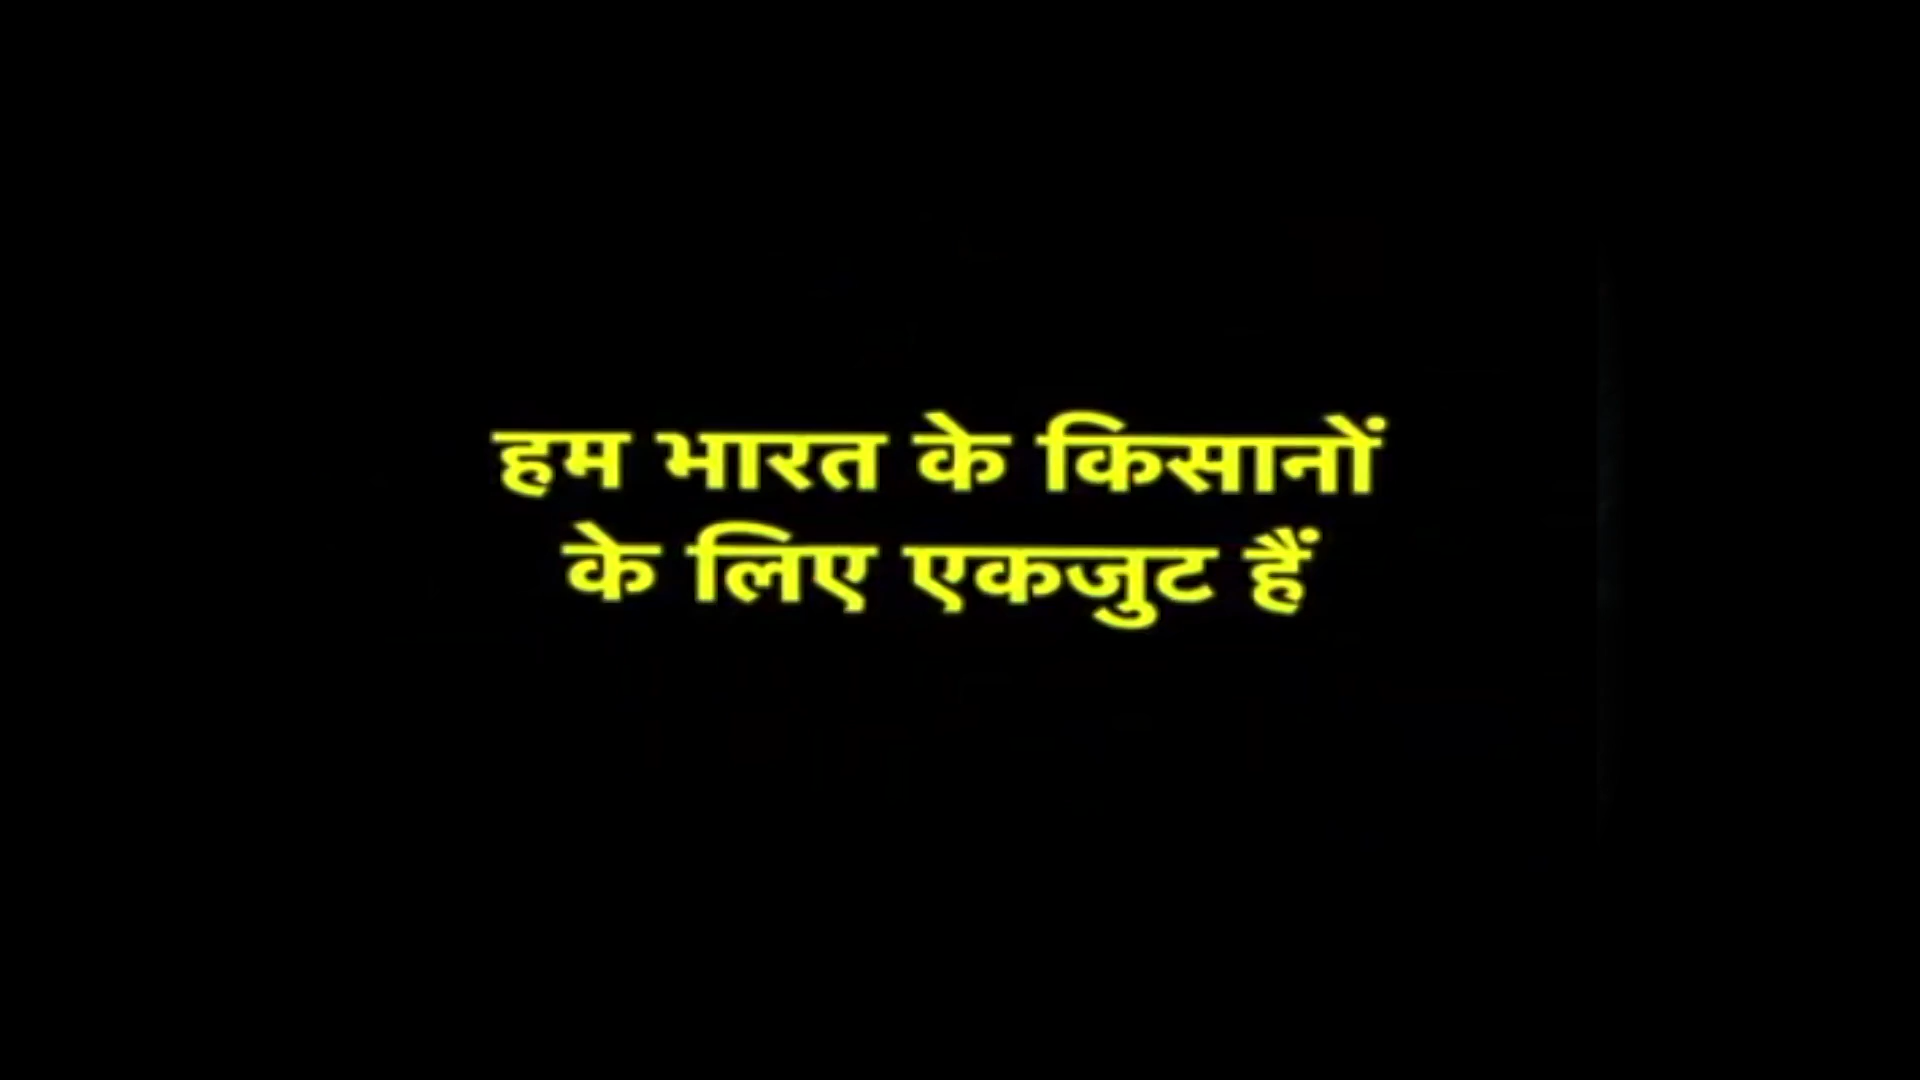 हम भारत के किसानों
के लिए एकजुट हैं